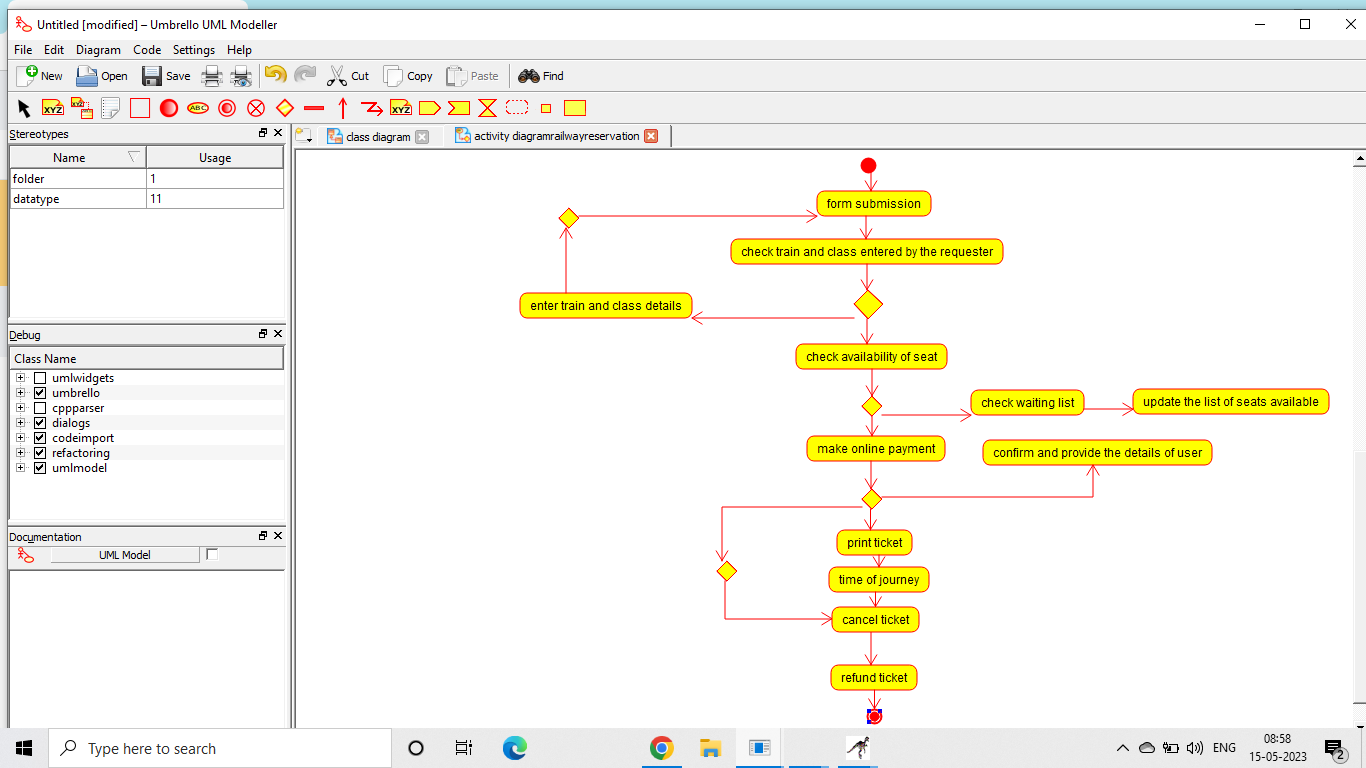 Untitled [modified] – Umbrello UML Modeller
File Edit Diagram Code Settings Help
New Open Save Cut Copy Paste Find
XYZ XYZ ABC XYZ
Stereotypes
class diagram activity diagramrailwayreservation
Name Usage
folder 1
datatype 11
Debug
Class Name
umlwidgets
umbrello
cppparser
dialogs
codeimport
refactoring
umlmodel
Documentation
UML Model
form submission
check train and class entered by the requester
enter train and class details
check availability of seat
check waiting list
update the list of seats available
make online payment
confirm and provide the details of user
print ticket
time of journey
cancel ticket
refund ticket
Type here to search
ENG
08:58
15-05-2023
2